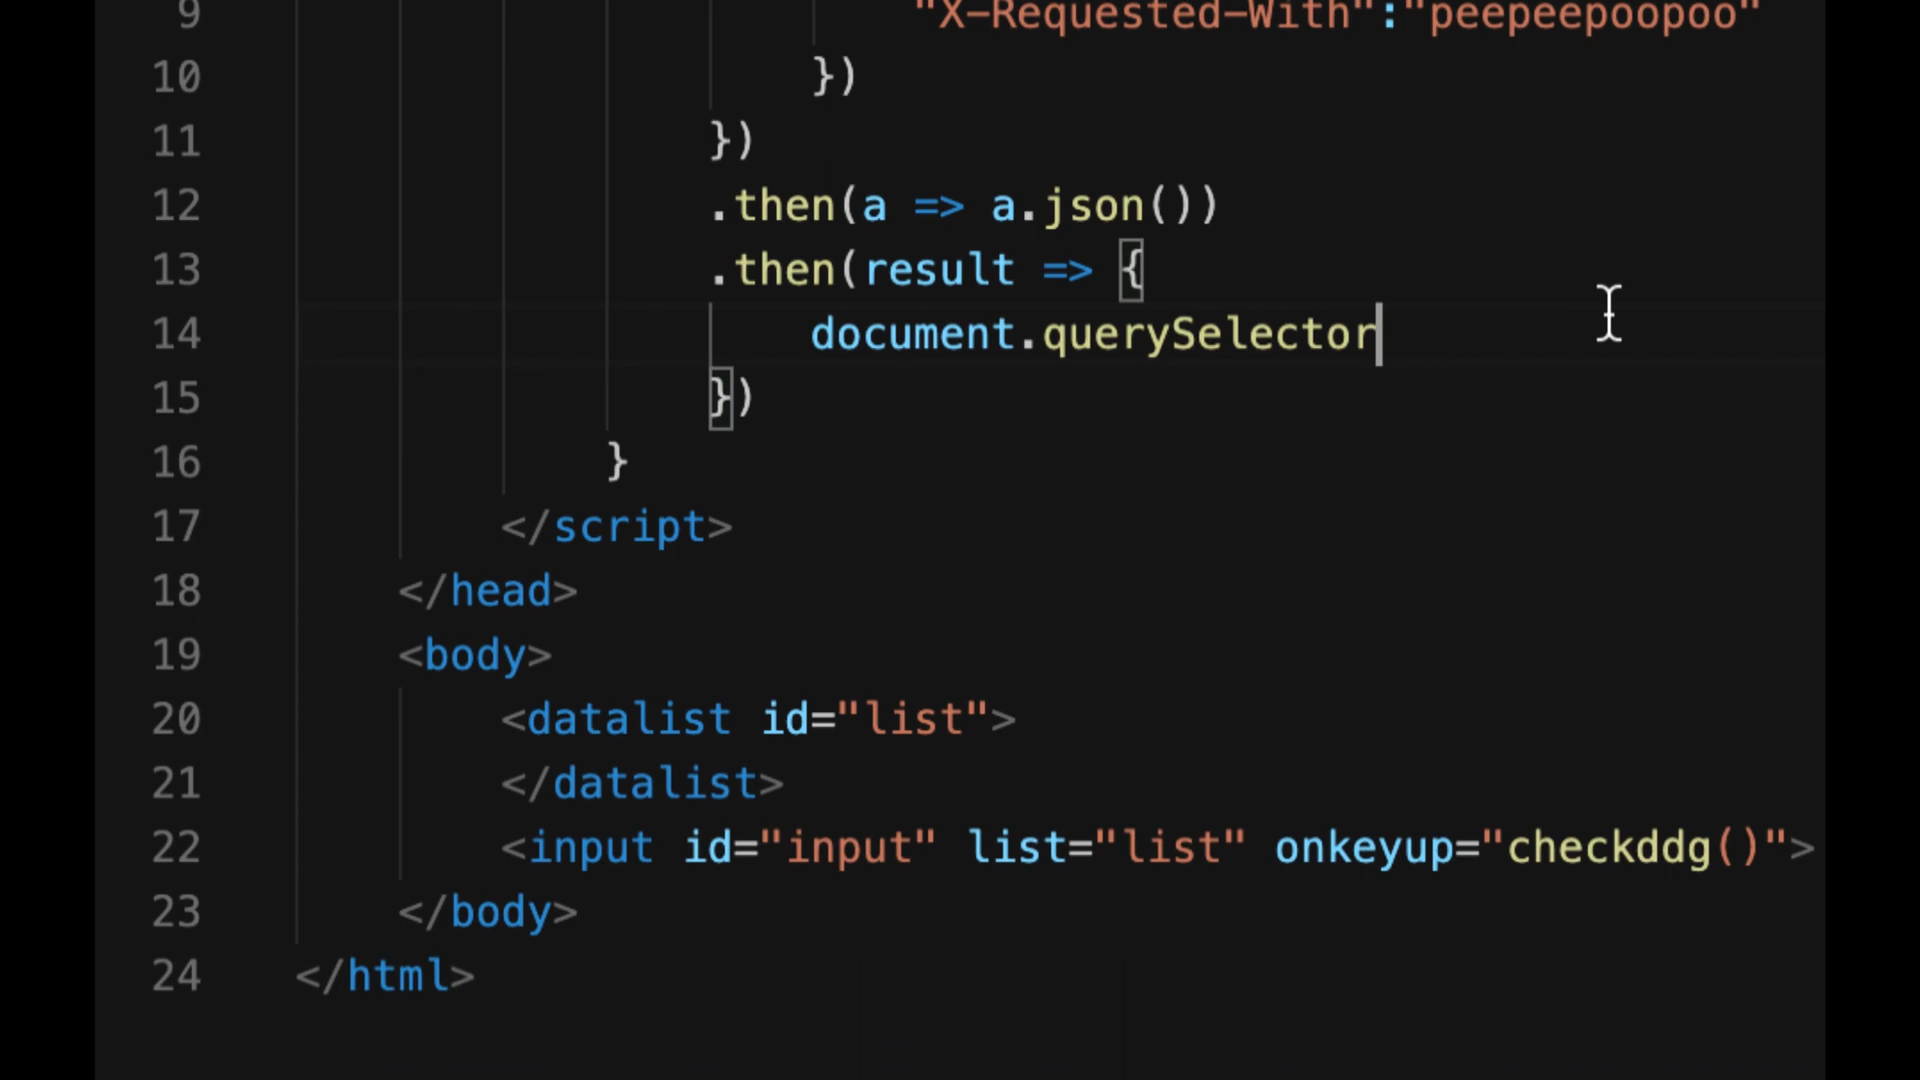 9 "X-Requested-With":"peepeepoopoo"
10 })
11 })
12 .then(a => a.json())
13 .then(result => {
14 document.querySelector
15 })
16 }
17 </script>
18 </head>
19 <body>
20 <datalist id="list">
21 </datalist>
22 <input id="input" list="list" onkeyup="checkddg()">
23 </body>
24 </html>